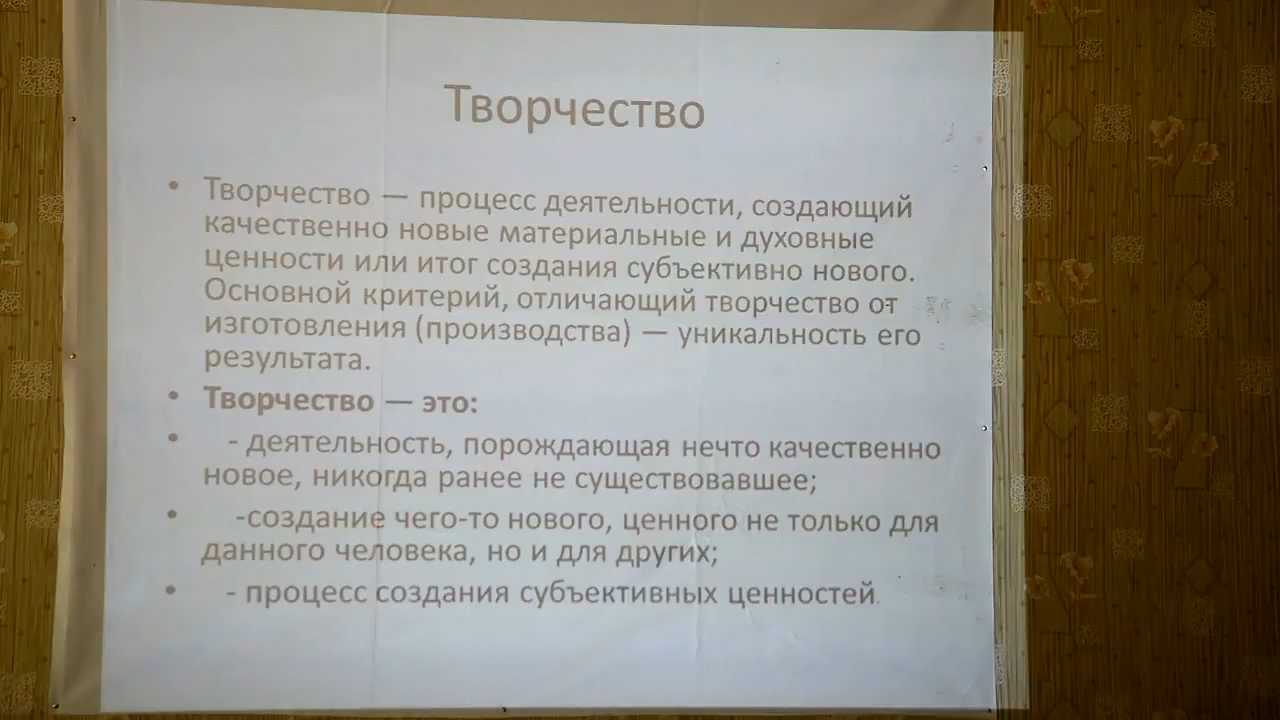 Творчество
• Творчество — процесс деятельности, создающий
качественно новые материальные и духовные
ценности или итог создания субъективно нового.
Основной критерий, отличающий творчество от
изготовления (производства) — уникальность его
результата.
• Творчество — это:
• - деятельность, порождающая нечто качественно
новое, никогда ранее не существовавшее;
• -создание чего-то нового, ценного не только для
данного человека, но и для других;
• - процесс создания субъективных ценностей.